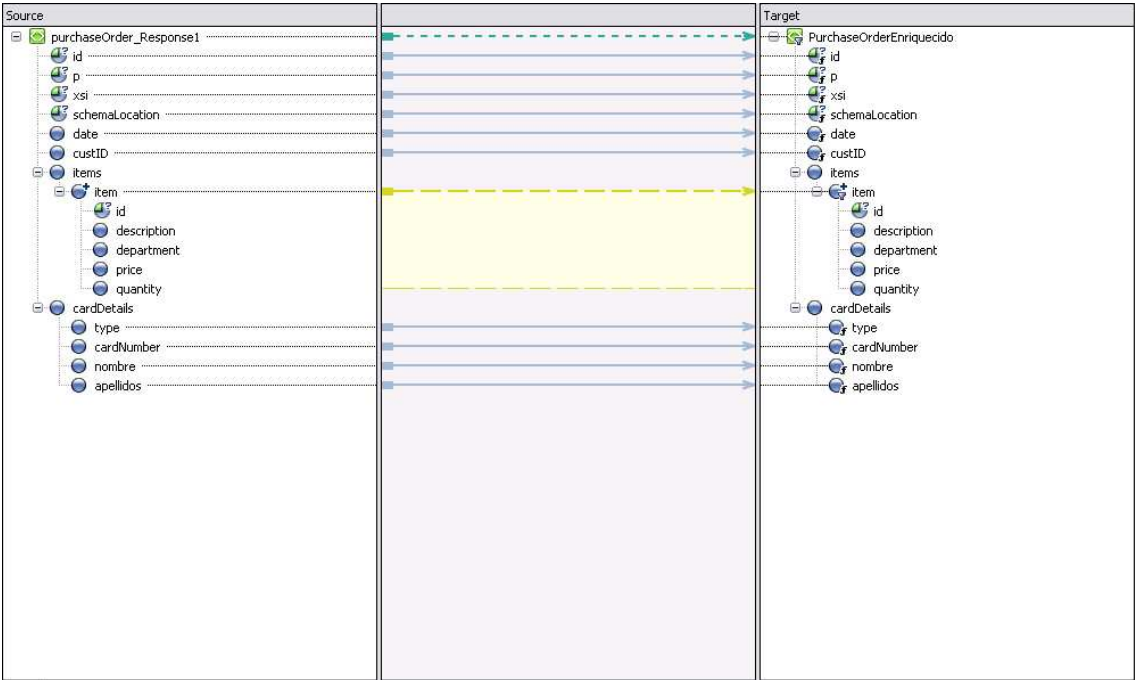 Source
purchaseOrder_Response1
id
p
xsi
schemaLocation
date
custID
items
item
id
description
department
price
quantity
cardDetails
type
cardNumber
nombre
apellidos
Target
PurchaseOrderEnriquecido
id
p
xsi
schemaLocation
date
custID
items
item
id
description
department
price
quantity
cardDetails
type
cardNumber
nombre
apellidos